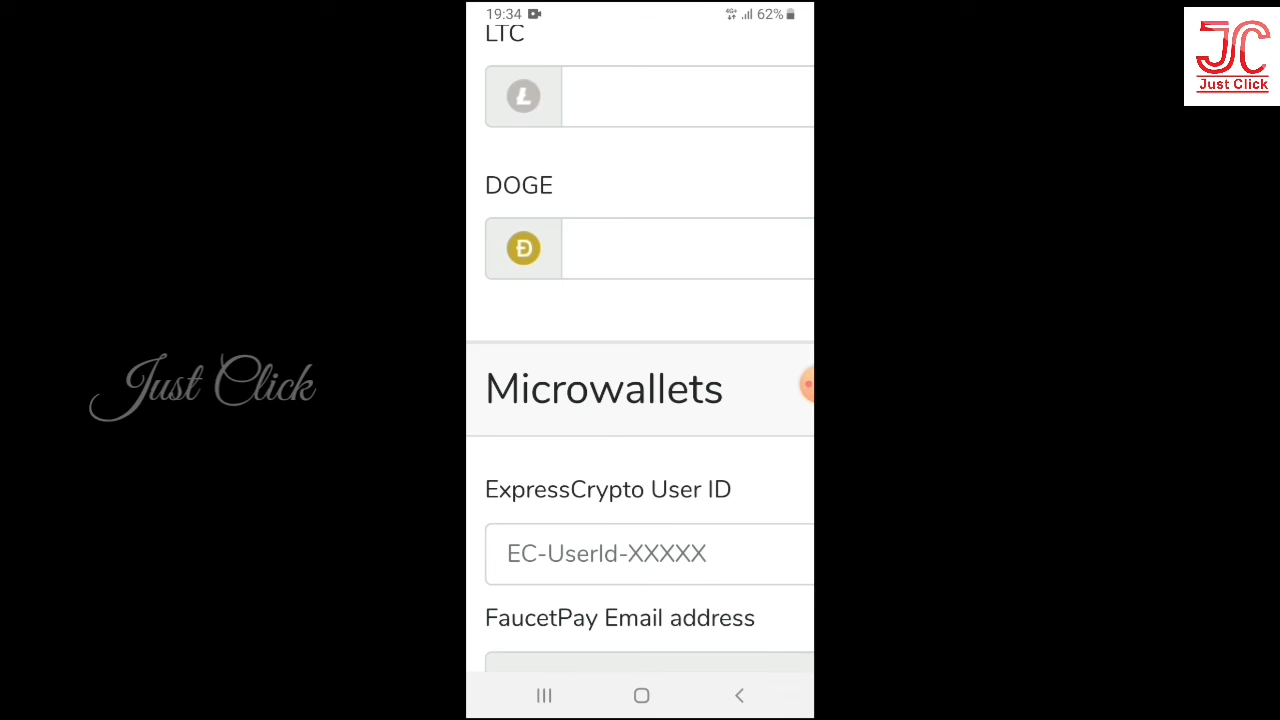 19:34 62%
LTC
DOGE
Microwallets
ExpressCrypto User ID
EC-UserId-XXXXX
FaucetPay Email address
Just Click
JC
Just Click